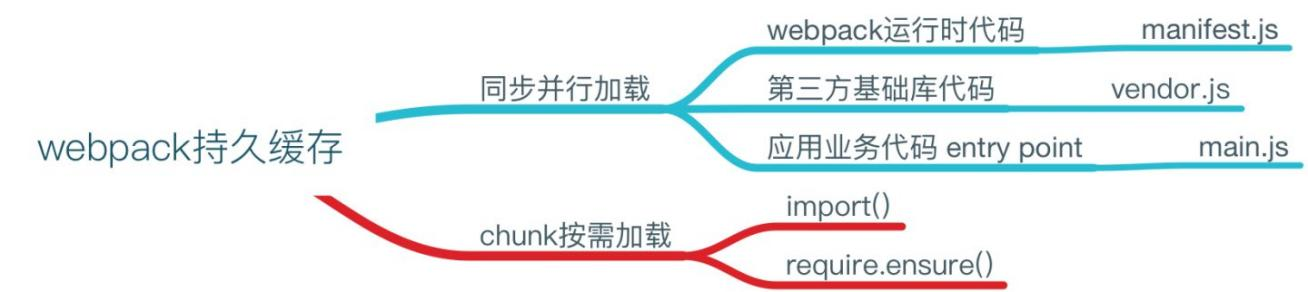 webpack持久缓存
同步并行加载
webpack运行时代码
manifest.js
第三方基础库代码
vendor.js
应用业务代码 entry point
main.js
chunk按需加载
import()
require.ensure()